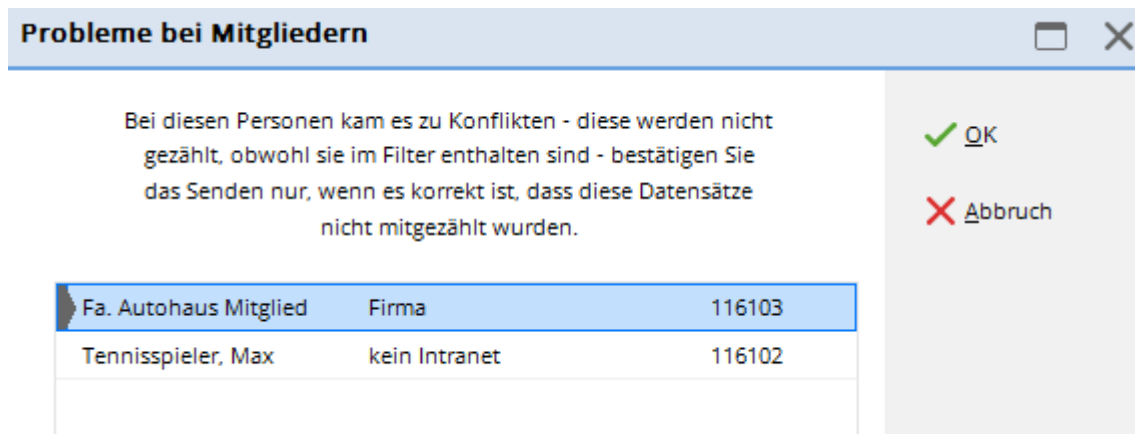 Probleme bei Mitgliedern
Bei diesen Personen kam es zu Konflikten - diese werden nicht
gezählt, obwohl sie im Filter enthalten sind - bestätigen Sie
das Senden nur, wenn es korrekt ist, dass diese Datensätze
nicht mitgezählt wurden.
OK
Abbruch
Fa. Autohaus Mitglied Firma 116103
Tennisspieler, Max kein Intranet 116102